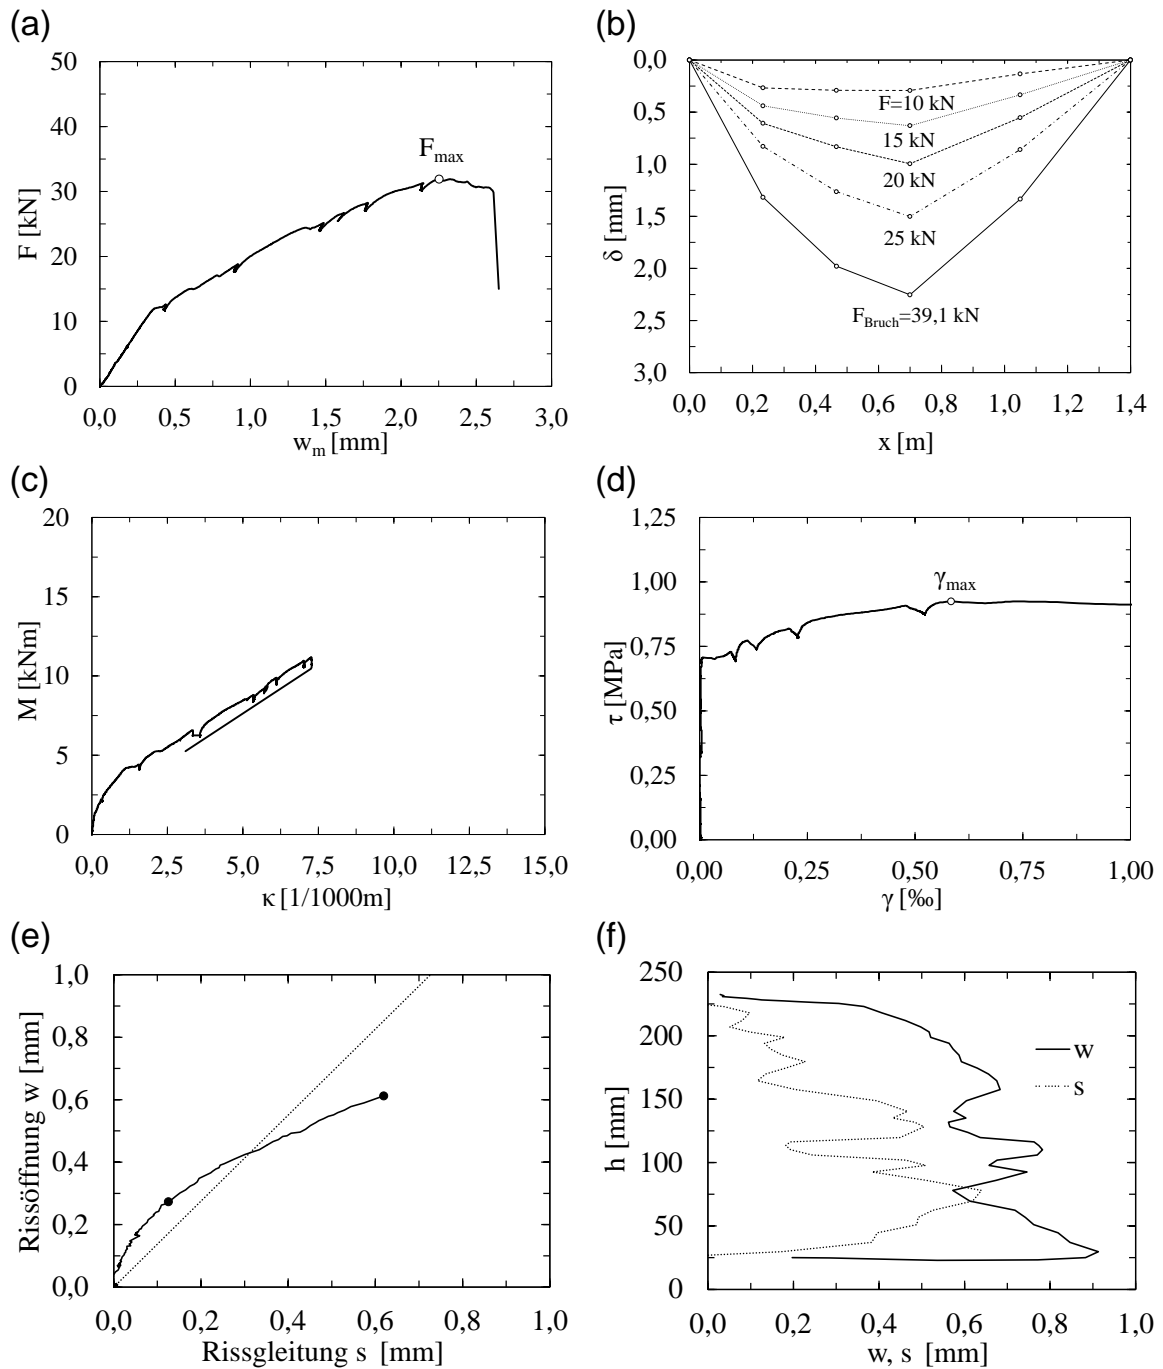 (a)
F [kN]
50
40
30
20
10
0
F_max
0,0 0,5 1,0 1,5 2,0 2,5 3,0
w_m [mm]
(b)
δ [mm]
0,0
0,5
1,0
1,5
2,0
2,5
3,0
F=10 kN
15 kN
20 kN
25 kN
F_Bruch=39,1 kN
0,0 0,2 0,4 0,6 0,8 1,0 1,2 1,4
x [m]
(c)
M [kNm]
20
15
10
5
0
0,0 2,5 5,0 7,5 10,0 12,5 15,0
κ [1/1000m]
(d)
τ [MPa]
1,25
1,00
0,75
0,50
0,25
0,00
γ_max
0,00 0,25 0,50 0,75 1,00
γ [‰]
(e)
Rissöffnung w [mm]
1,0
0,8
0,6
0,4
0,2
0,0
0,0 0,2 0,4 0,6 0,8 1,0
Rissgleitung s [mm]
(f)
h [mm]
250
200
150
100
50
0
w
s
0,0 0,2 0,4 0,6 0,8 1,0
w, s [mm]